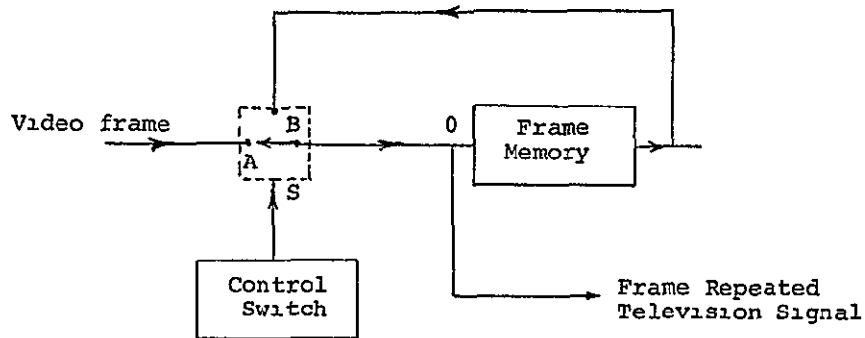 Video frame
A
B
S
0
Frame
Memory
Control
Switch
Frame Repeated
Television Signal